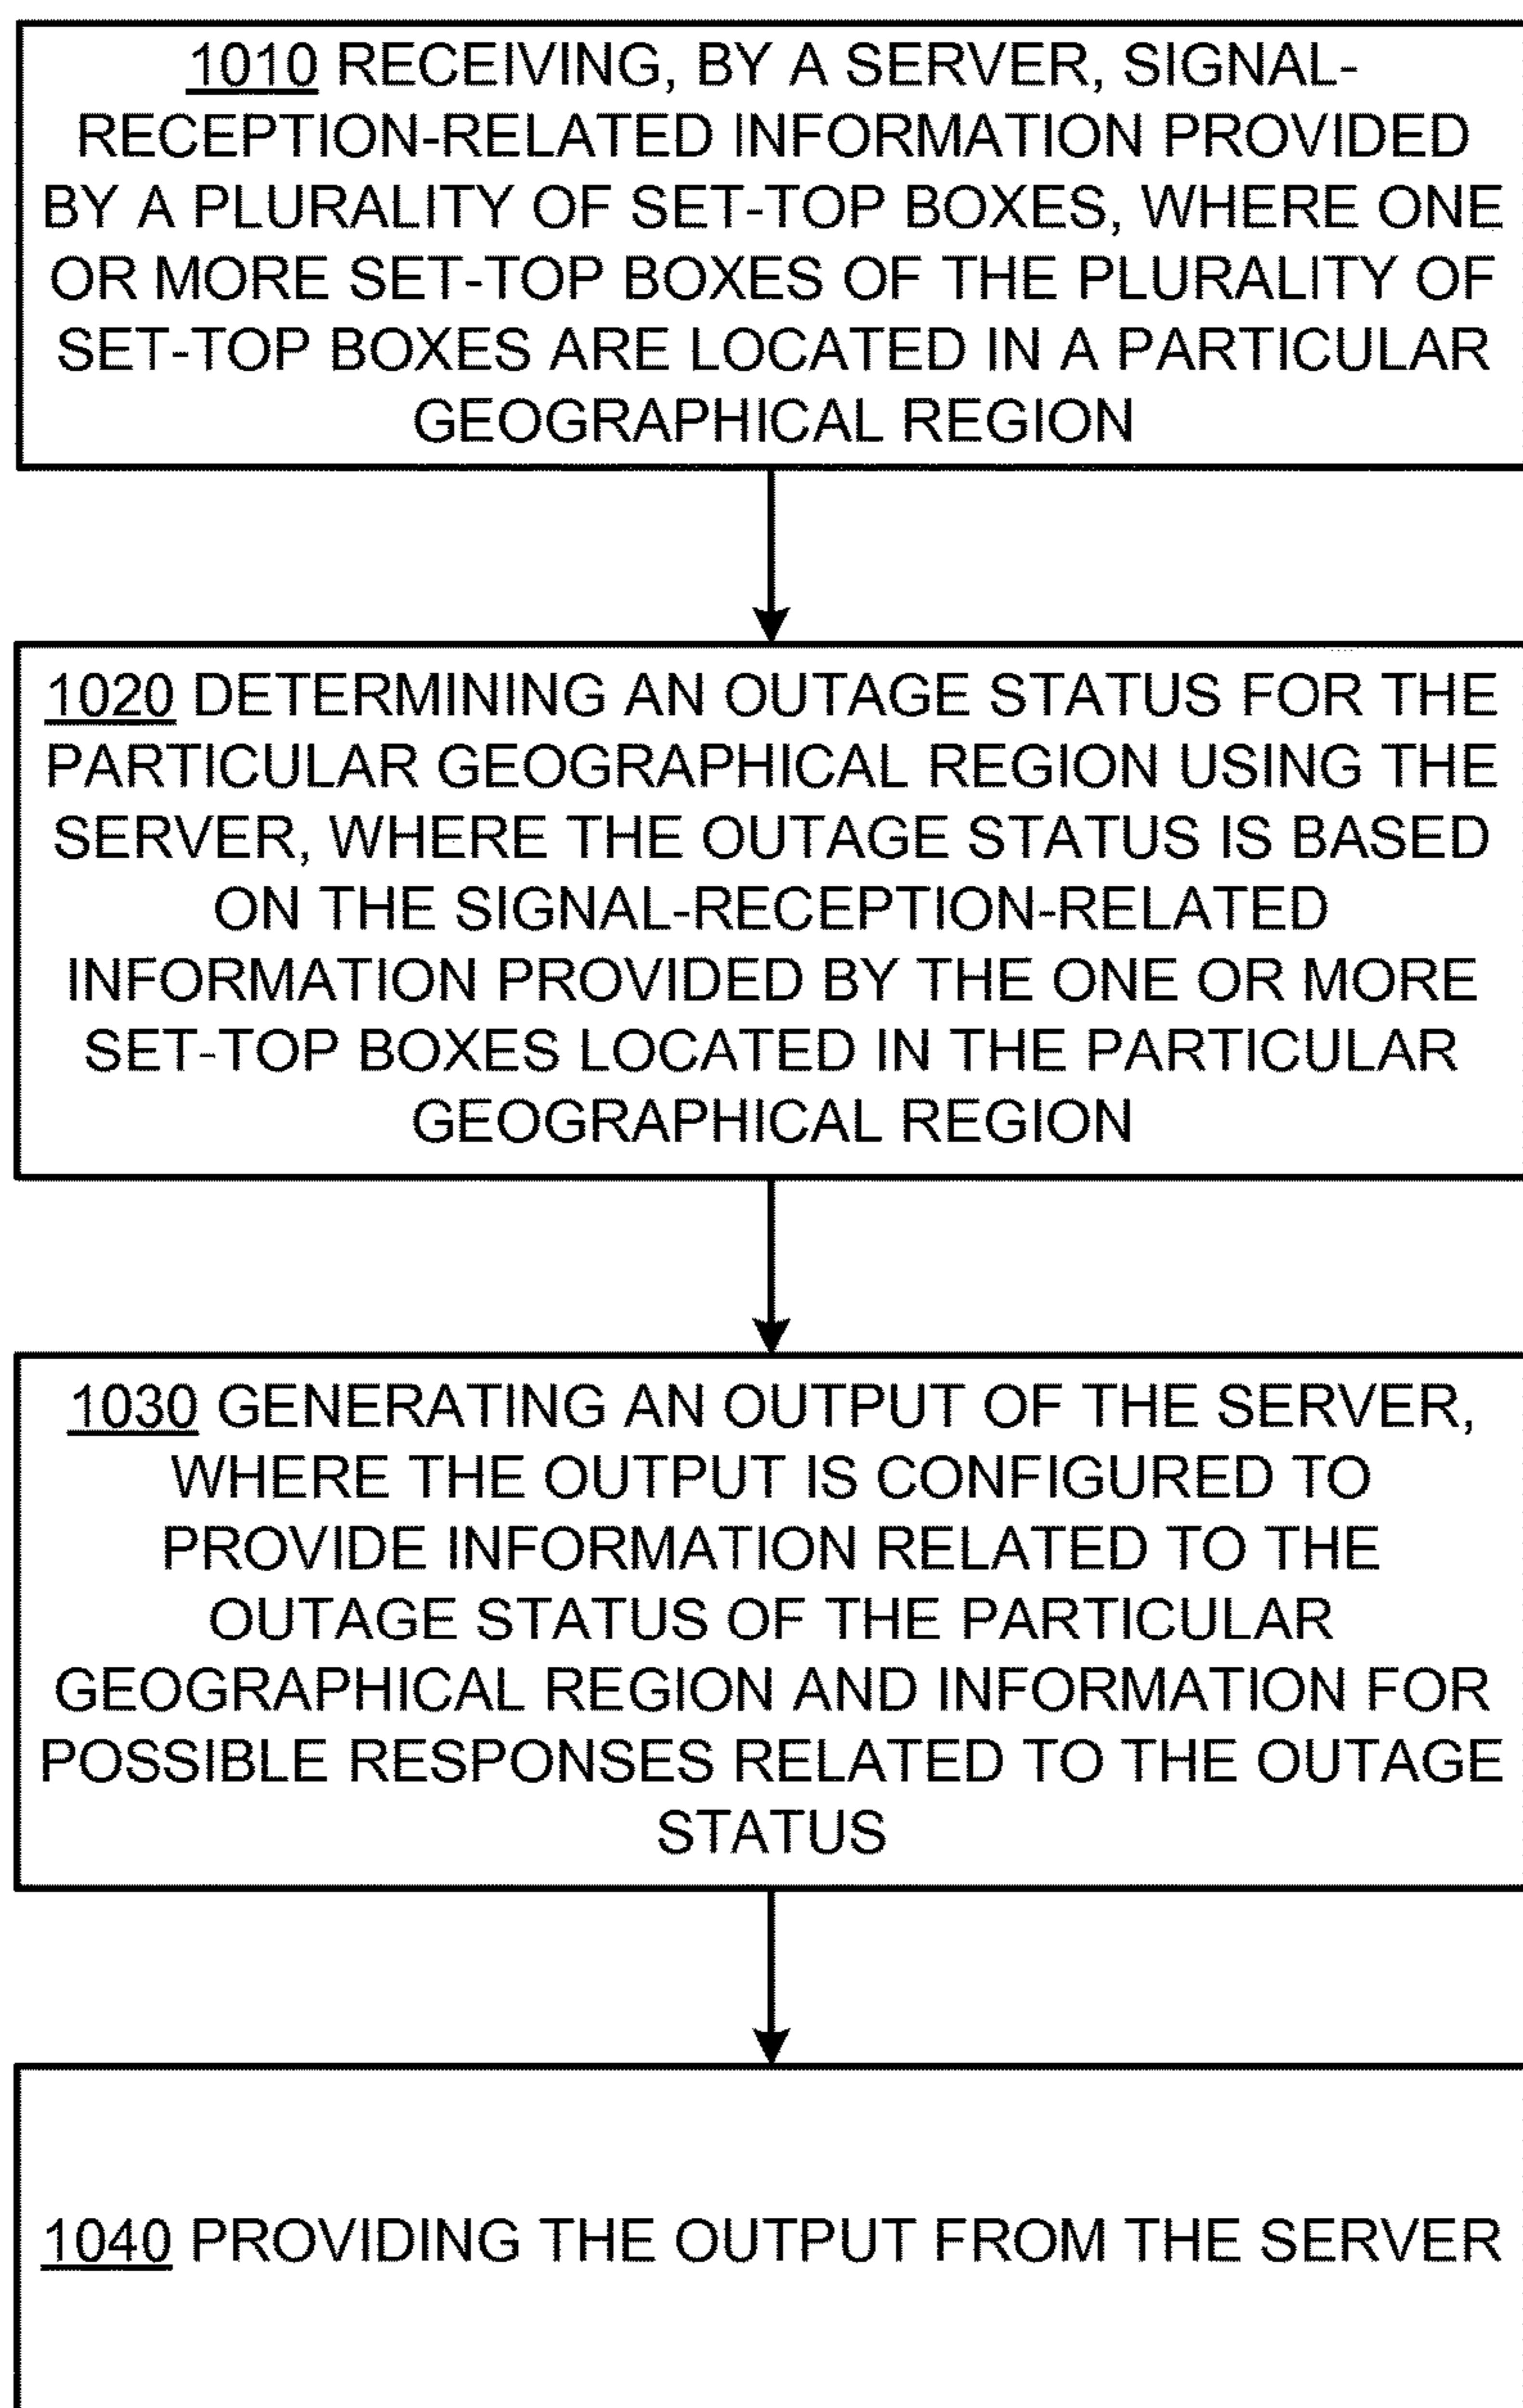 1010 RECEIVING, BY A SERVER, SIGNAL-
RECEPTION-RELATED INFORMATION PROVIDED
BY A PLURALITY OF SET-TOP BOXES, WHERE ONE
OR MORE SET-TOP BOXES OF THE PLURALITY OF
SET-TOP BOXES ARE LOCATED IN A PARTICULAR
GEOGRAPHICAL REGION
1020 DETERMINING AN OUTAGE STATUS FOR THE
PARTICULAR GEOGRAPHICAL REGION USING THE
SERVER, WHERE THE OUTAGE STATUS IS BASED
ON THE SIGNAL-RECEPTION-RELATED
INFORMATION PROVIDED BY THE ONE OR MORE
SET-TOP BOXES LOCATED IN THE PARTICULAR
GEOGRAPHICAL REGION
1030 GENERATING AN OUTPUT OF THE SERVER,
WHERE THE OUTPUT IS CONFIGURED TO
PROVIDE INFORMATION RELATED TO THE
OUTAGE STATUS OF THE PARTICULAR
GEOGRAPHICAL REGION AND INFORMATION FOR
POSSIBLE RESPONSES RELATED TO THE OUTAGE
STATUS
1040 PROVIDING THE OUTPUT FROM THE SERVER